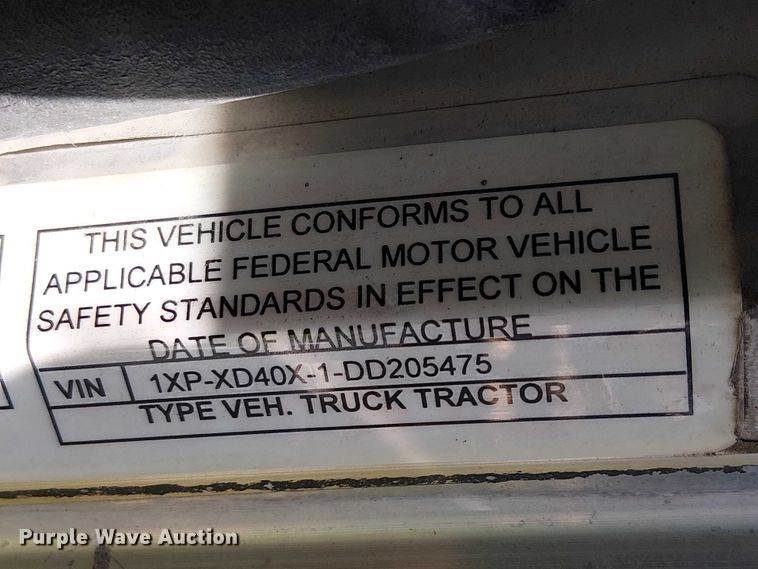 THIS VEHICLE CONFORMS TO ALL
APPLICABLE FEDERAL MOTOR VEHICLE
SAFETY STANDARDS IN EFFECT ON THE
DATE OF MANUFACTURE
VIN 1XP-XD40X-1-DD205475
TYPE VEH. TRUCK TRACTOR
Purple Wave Auction